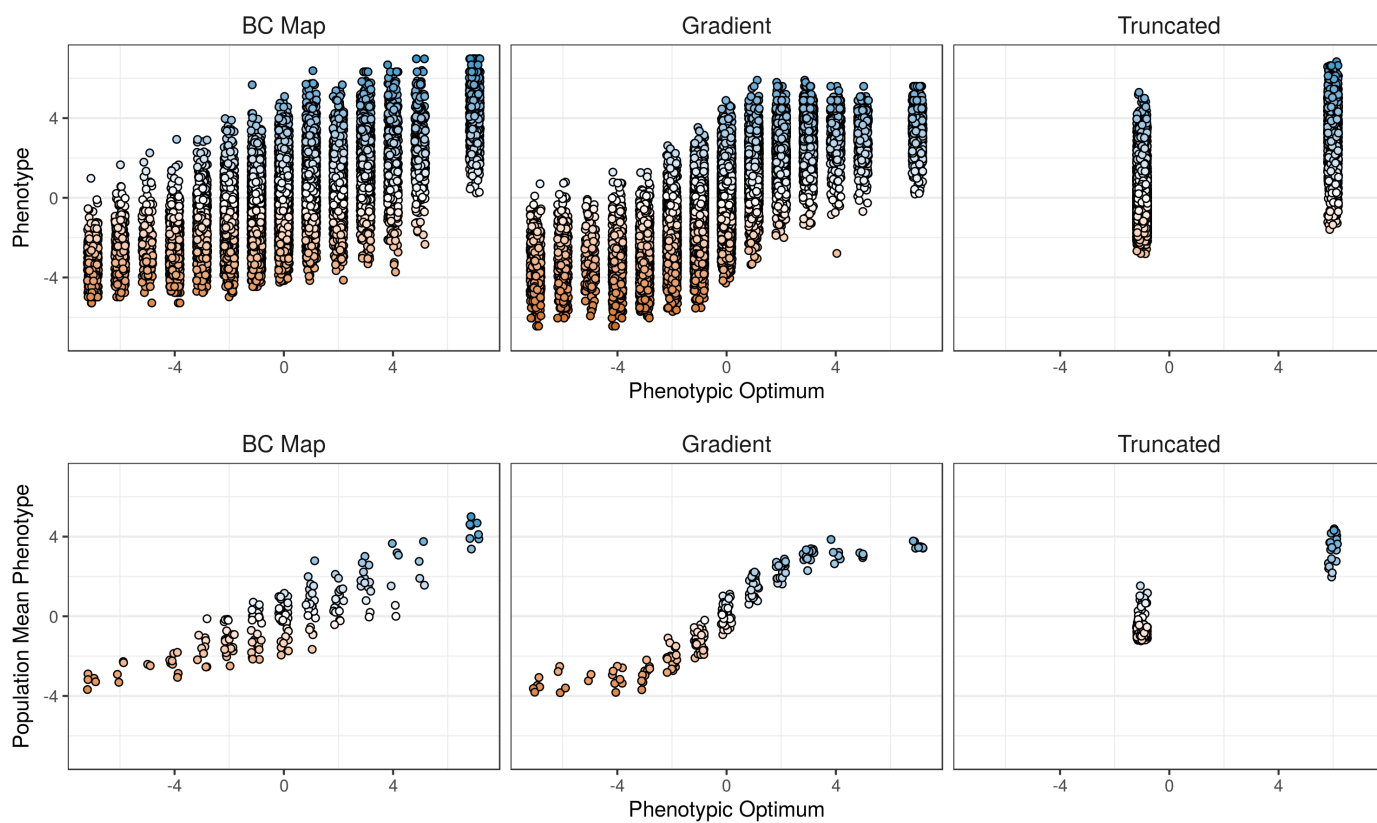 BC Map Gradient Truncated
Phenotype
4
0
-4
-4 0 4 -4 0 4 -4 0 4
Phenotypic Optimum
BC Map Gradient Truncated
Population Mean Phenotype
4
0
-4
-4 0 4 -4 0 4 -4 0 4
Phenotypic Optimum